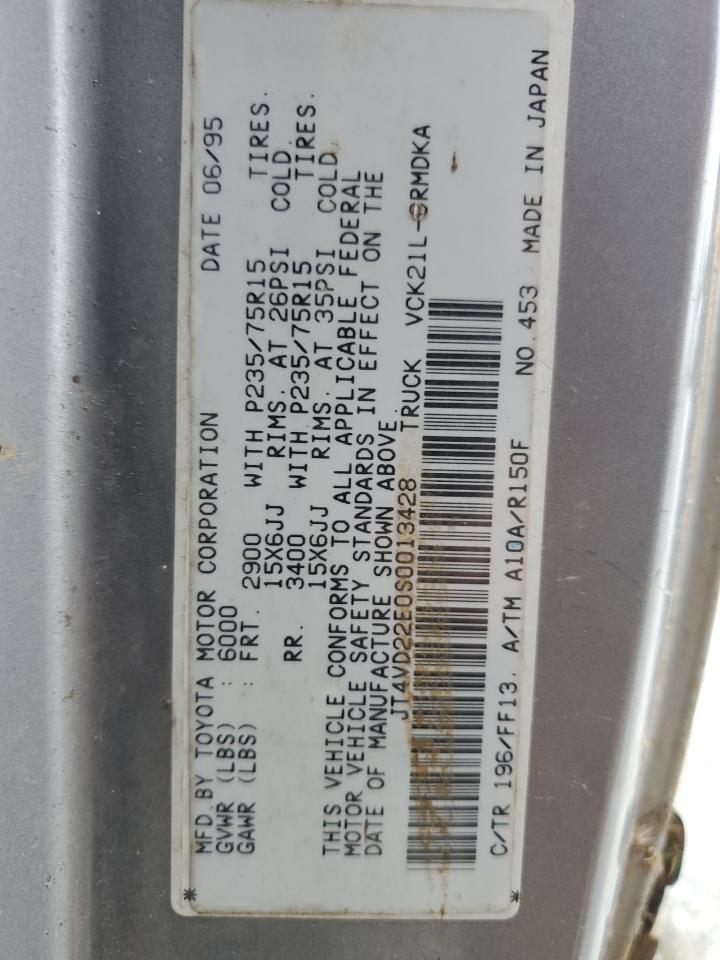 MFD.BY TOYOTA MOTOR CORPORATION DATE 06/95
GVWR (LBS) : 6000
GAWR (LBS) : FRT. 2900 WITH P235/75R15 TIRES.
15X6JJ RIMS. AT 26PSI COLD.
RR. 3400 WITH P235/75R15 TIRES.
15X6JJ RIMS. AT 35PSI COLD.
THIS VEHICLE CONFORMS TO ALL APPLICABLE FEDERAL
MOTOR VEHICLE SAFETY STANDARDS IN EFFECT ON THE
DATE OF MANUFACTURE SHOWN ABOVE.
JT4VD22E0S0013428 TRUCK VCK21L-GRMDKA
C/TR 196/FF13. A/TM A10A/R150F NO.453 MADE IN JAPAN